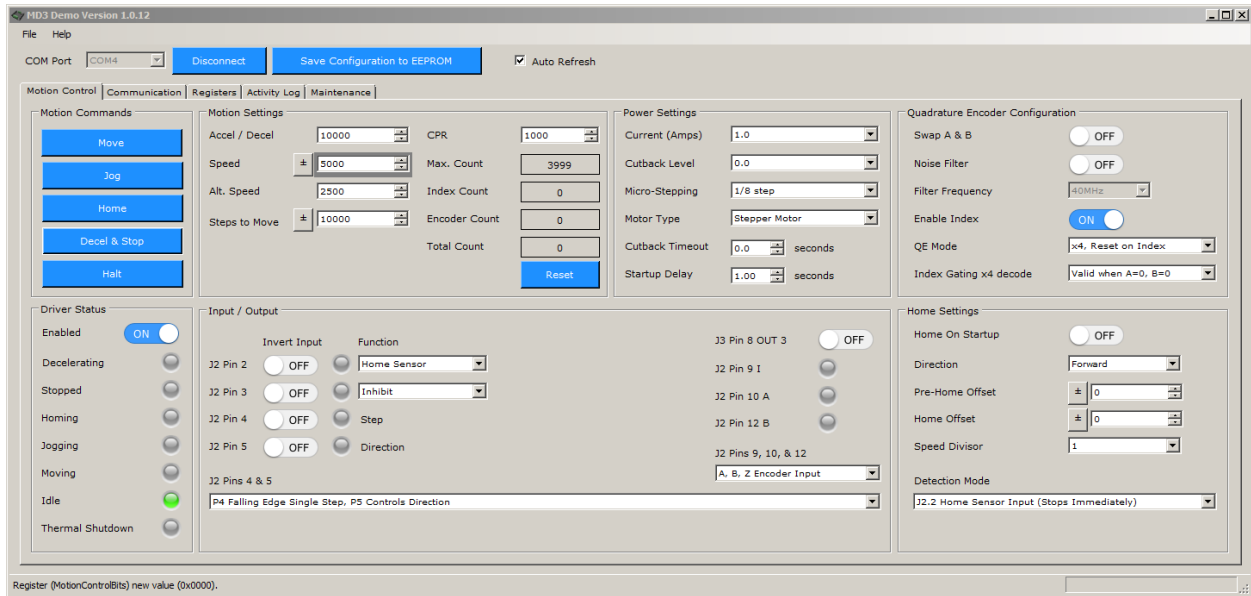 MD3 Demo Version 1.0.12
File Help
COM Port COM4 Disconnect Save Configuration to EEPROM Auto Refresh
Motion Control Communication Registers Activity Log Maintenance
Motion Commands
Move
Jog
Home
Decel & Stop
Halt
Motion Settings
Accel / Decel 10000 CPR 1000
Speed ± 5000 Max. Count 3999
Alt. Speed 2500 Index Count 0
Steps to Move ± 10000 Encoder Count 0
Total Count 0
Reset
Power Settings
Current (Amps) 1.0
Cutback Level 0.0
Micro-Stepping 1/8 step
Motor Type Stepper Motor
Cutback Timeout 0.0 seconds
Startup Delay 1.00 seconds
Quadrature Encoder Configuration
Swap A & B OFF
Noise Filter OFF
Filter Frequency 40MHz
Enable Index ON
QE Mode x4, Reset on Index
Index Gating x4 decode Valid when A=0, B=0
Driver Status
Enabled ON
Decelerating
Stopped
Homing
Jogging
Moving
Idle
Thermal Shutdown
Input / Output
Invert Input Function
J2 Pin 2 OFF Home Sensor
J2 Pin 3 OFF Inhibit
J2 Pin 4 OFF Step
J2 Pin 5 OFF Direction
J3 Pin 8 OUT 3 OFF
J2 Pin 9 I
J2 Pin 10 A
J2 Pin 12 B
J2 Pins 9, 10, & 12
A, B, Z Encoder Input
J2 Pins 4 & 5
P4 Falling Edge Single Step, P5 Controls Direction
Home Settings
Home On Startup OFF
Direction Forward
Pre-Home Offset ± 0
Home Offset ± 0
Speed Divisor 1
Detection Mode
J2.2 Home Sensor Input (Stops Immediately)
Register (MotionControlBits) new value (0x0000).